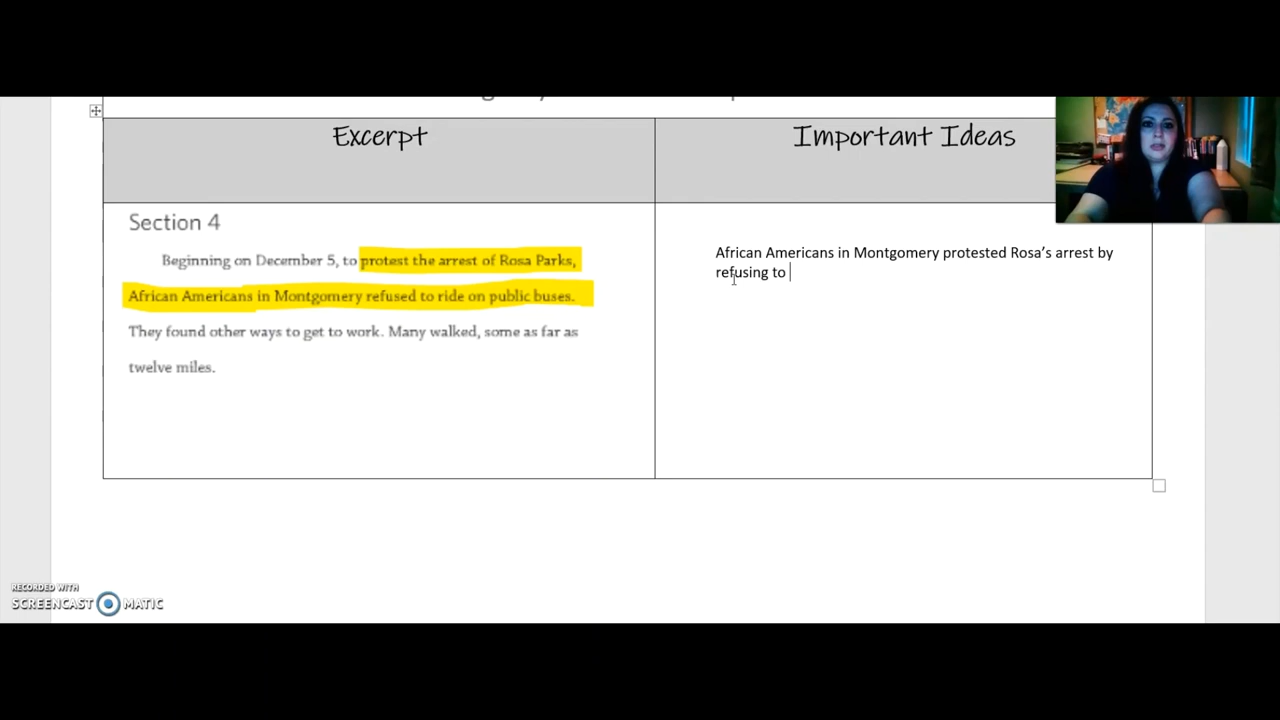 Excerpt
Important Ideas
Section 4
Beginning on December 5, to protest the arrest of Rosa Parks,
African Americans in Montgomery refused to ride on public buses.
They found other ways to get to work. Many walked, some as far as
twelve miles.
African Americans in Montgomery protested Rosa’s arrest by
refusing to
RECORDED WITH
SCREENCAST MATIC